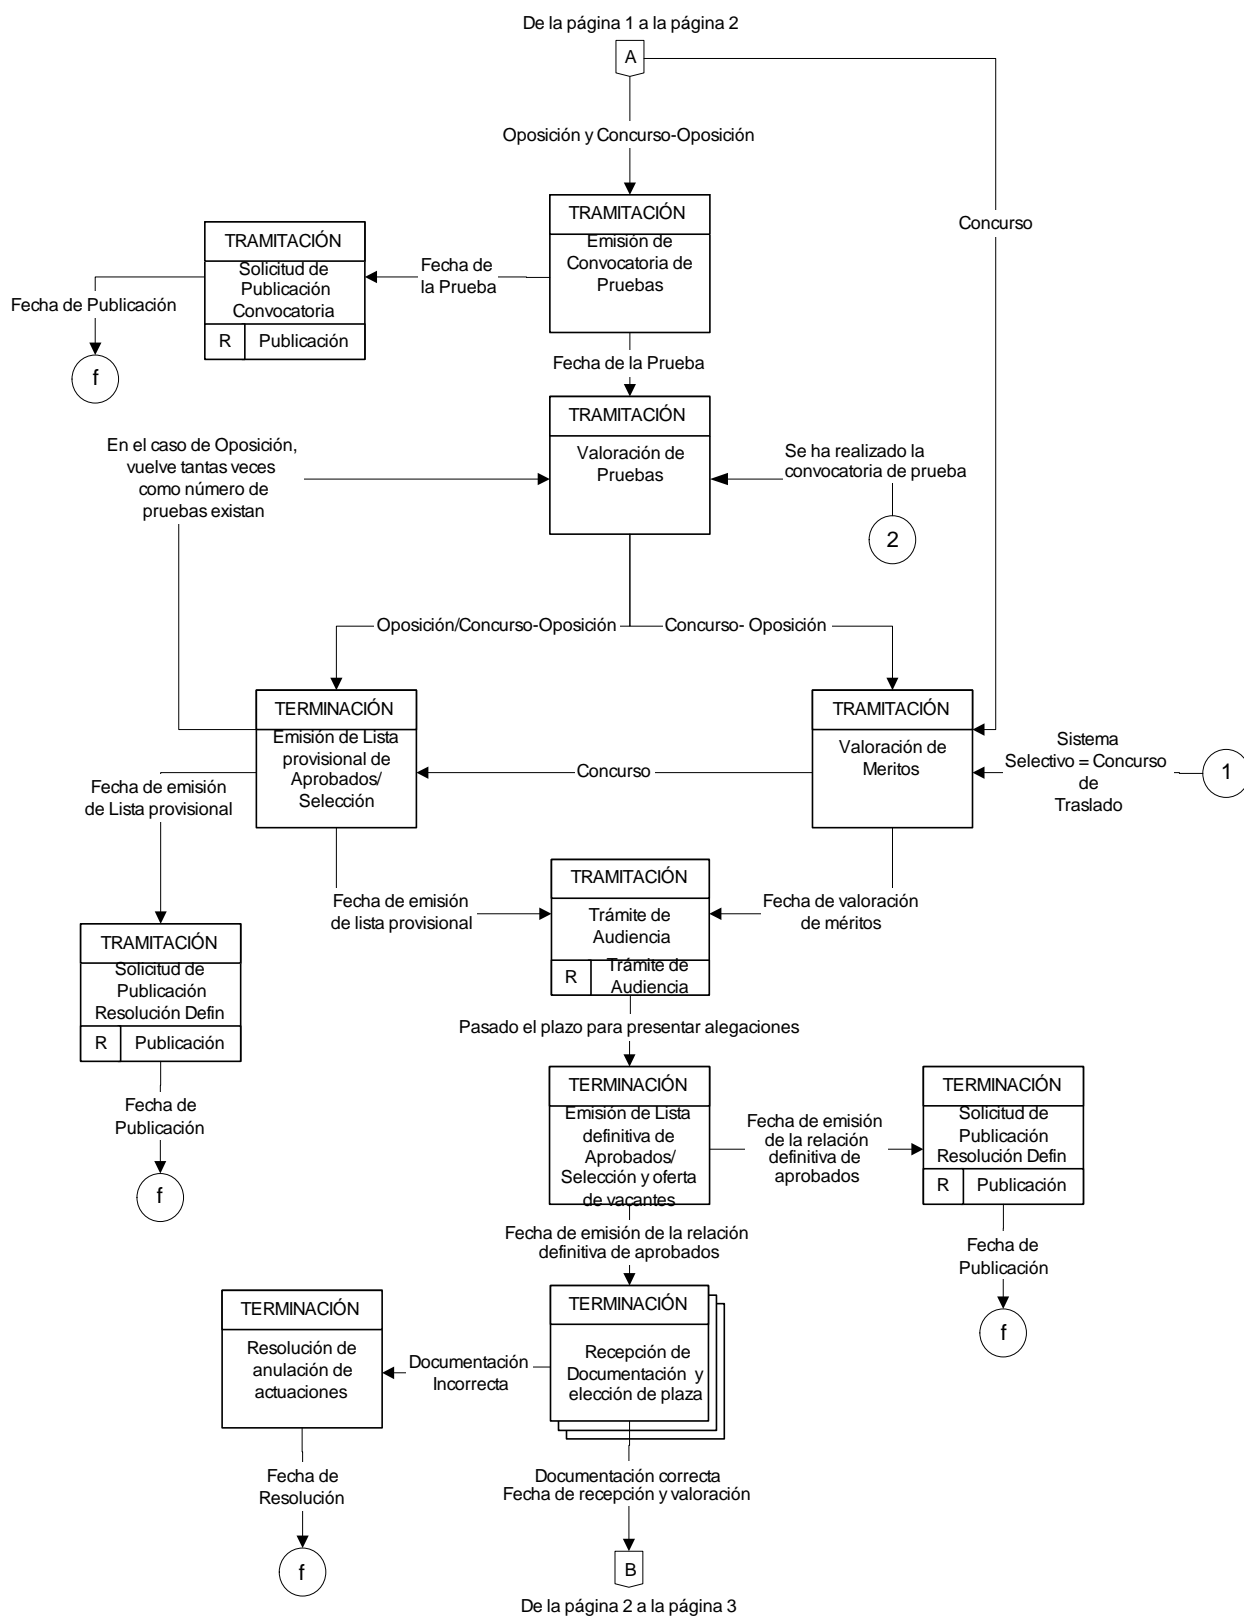 De la página 1 a la página 2
A
Oposición y Concurso-Oposición
Concurso
TRAMITACIÓN
Emisión de
Convocatoria de
Pruebas
TRAMITACIÓN
Solicitud de
Publicación
Convocatoria
R
Publicación
Fecha de
la Prueba
Fecha de Publicación
f
Fecha de la Prueba
TRAMITACIÓN
Valoración de
Pruebas
En el caso de Oposición,
vuelve tantas veces
como número de
pruebas existan
Se ha realizado la
convocatoria de prueba
2
Oposición/Concurso-Oposición
Concurso- Oposición
TERMINACIÓN
Emisión de Lista
provisional de
Aprobados/
Selección
TRAMITACIÓN
Valoración de
Meritos
Concurso
Sistema
Selectivo = Concurso
de
Traslado
1
Fecha de emisión
de Lista provisional
Fecha de emisión
de lista provisional
TRAMITACIÓN
Trámite de
Audiencia
R
Trámite de
Audiencia
Fecha de valoración
de méritos
TRAMITACIÓN
Solicitud de
Publicación
Resolución Defin
R
Publicación
Fecha de
Publicación
f
Pasado el plazo para presentar alegaciones
TERMINACIÓN
Emisión de Lista
definitiva de
Aprobados/
Selección y oferta
de vacantes
Fecha de emisión
de la relación
definitiva de
aprobados
TERMINACIÓN
Solicitud de
Publicación
Resolución Defin
R
Publicación
Fecha de
Publicación
f
Fecha de emisión de la relación
definitiva de aprobados
TERMINACIÓN
Recepción de
Documentación y
elección de plaza
Documentación
Incorrecta
TERMINACIÓN
Resolución de
anulación de
actuaciones
Fecha de
Resolución
f
Documentación correcta
Fecha de recepción y valoración
B
De la página 2 a la página 3